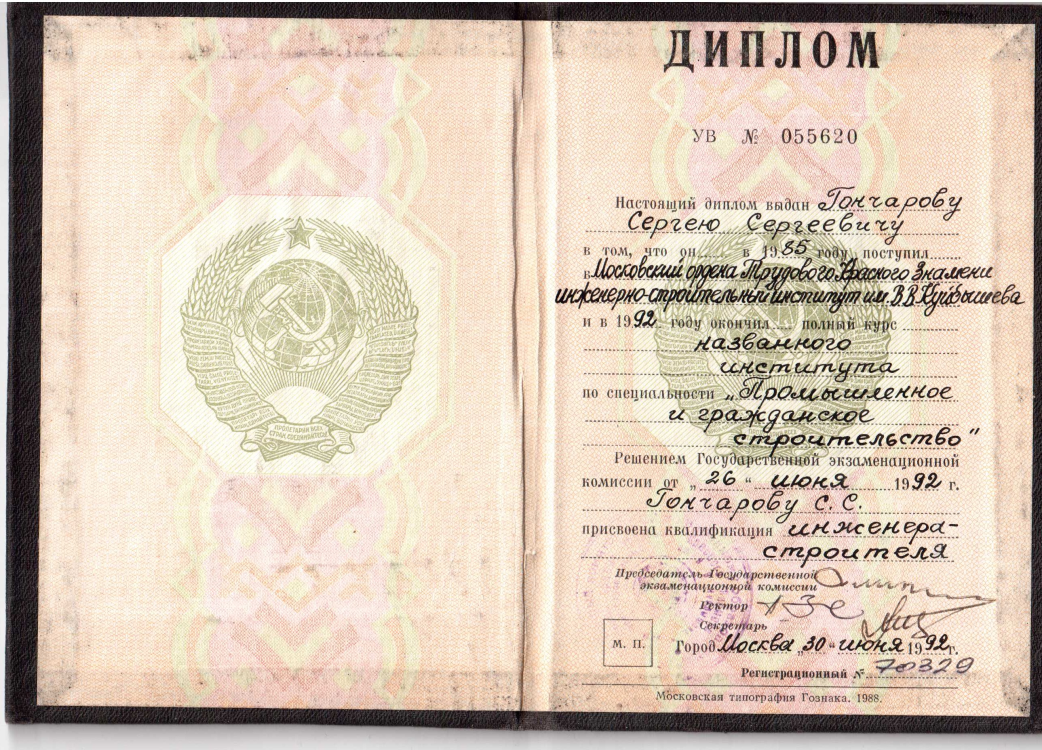 ПРОЛЕТАРИИ ВСЕХ
СТРАН, СОЕДИНЯЙТЕСЬ!
ДИПЛОМ
УВ № 055620
Настоящий диплом выдан Гончарову
Сергею Сергеевичу
в том, что он в 1985 году поступил
в Московский ордена Трудового Красного Знамени
инженерно-строительный институт им. В.В. Куйбышева
и в 1992 году окончил полный курс
названного
института
по специальности „Промышленное
и гражданское
строительство"
Решением Государственной экзаменационной
комиссии от „26“ июня 1992 г.
Гончарову С. С.
присвоена квалификация инженера-
строителя
Председатель Государственной
экзаменационной комиссии
Ректор
Секретарь
М. П.
Город Москва „30“ июня 1992 г.
Регистрационный № 70329
Московская типография Гознака. 1988.